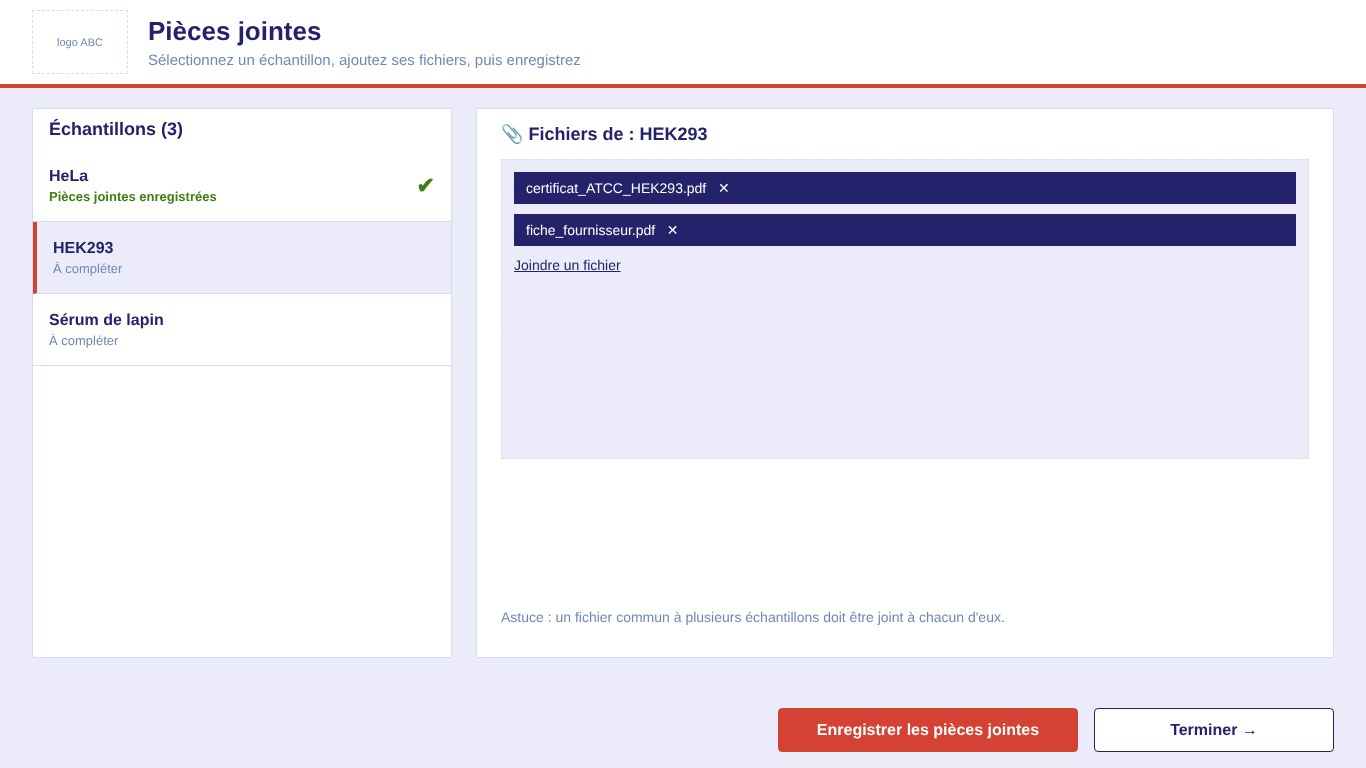 logo ABC
Pièces jointes
Sélectionnez un échantillon, ajoutez ses fichiers, puis enregistrez
Échantillons (3)
HeLa
Pièces jointes enregistrées
✔
HEK293
À compléter
Sérum de lapin
À compléter
📎 Fichiers de : HEK293
certificat_ATCC_HEK293.pdf ✕
fiche_fournisseur.pdf ✕
Joindre un fichier
Astuce : un fichier commun à plusieurs échantillons doit être joint à chacun d'eux.
Enregistrer les pièces jointes
Terminer →